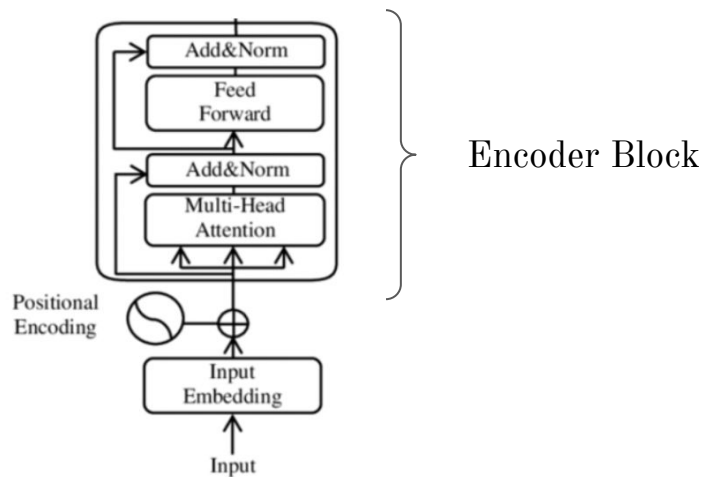 Add&Norm
Feed
Forward
Add&Norm
Multi-Head
Attention
Encoder Block
Positional
Encoding
Input
Embedding
Input